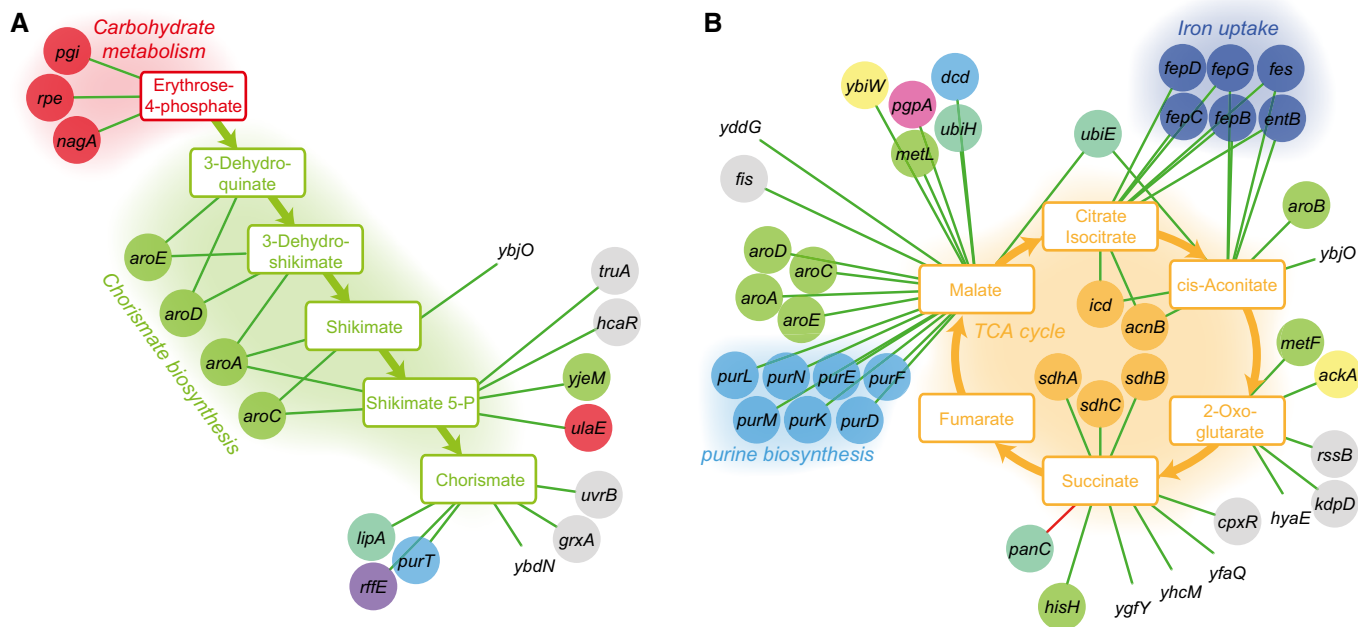 A
Carbohydrate
metabolism
pgi
rpe
nagA
Erythrose-
4-phosphate
3-Dehydro-
quinate
3-Dehydro-
shikimate
Shikimate
Shikimate 5-P
Chorismate
Chorismate biosynthesis
aroE
aroD
aroA
aroC
ybjO
truA
hcaR
yjeM
ulaE
uvrB
grxA
ybdN
lipA
purT
rffE
B
Iron uptake
fepD
fepG
fes
fepC
fepB
entB
ybiW
pgpA
dcd
ubiH
metL
ubiE
yddG
fis
aroD
aroC
aroA
aroE
aroB
ybjO
Citrate
Isocitrate
Malate
cis-Aconitate
icd
acnB
TCA cycle
metF
ackA
purL
purN
purE
purF
purM
purK
purD
purine biosynthesis
sdhA
sdhB
sdhC
Fumarate
2-Oxo-
glutarate
Succinate
rssB
kdpD
hyaE
cpxR
panC
hisH
ygfY
yhcM
yfaQ